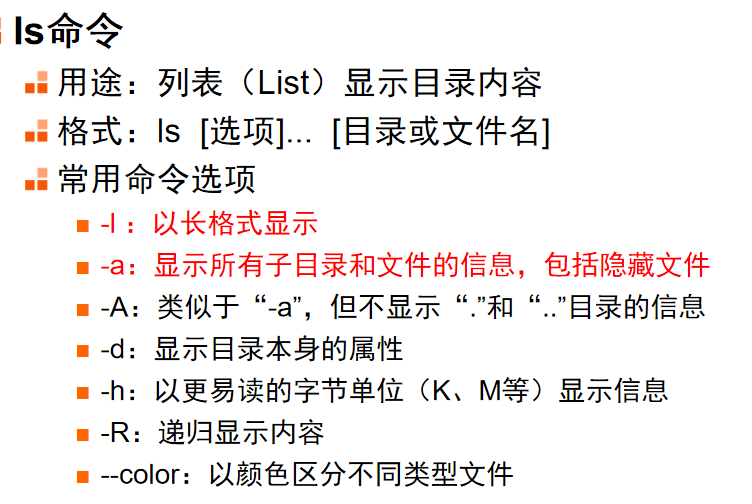 ls命令
用途：列表（List）显示目录内容
格式：ls [选项]... [目录或文件名]
常用命令选项
-l ：以长格式显示
-a：显示所有子目录和文件的信息，包括隐藏文件
-A：类似于“-a”，但不显示“.”和“..”目录的信息
-d：显示目录本身的属性
-h：以更易读的字节单位（K、M等）显示信息
-R：递归显示内容
--color：以颜色区分不同类型文件